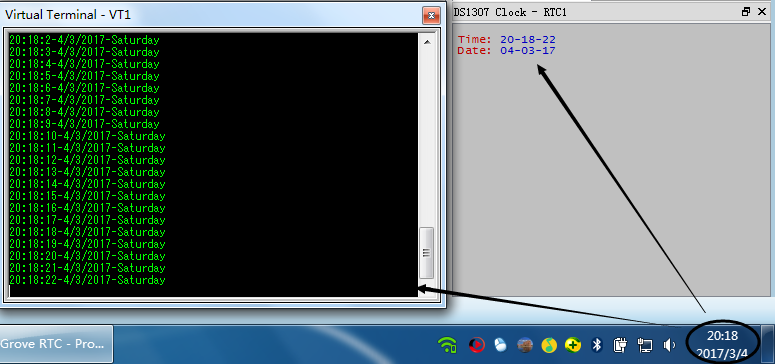 Virtual Terminal - VT1
20:18:2-4/3/2017-Saturday
20:18:3-4/3/2017-Saturday
20:18:4-4/3/2017-Saturday
20:18:5-4/3/2017-Saturday
20:18:6-4/3/2017-Saturday
20:18:7-4/3/2017-Saturday
20:18:8-4/3/2017-Saturday
20:18:9-4/3/2017-Saturday
20:18:10-4/3/2017-Saturday
20:18:11-4/3/2017-Saturday
20:18:12-4/3/2017-Saturday
20:18:13-4/3/2017-Saturday
20:18:14-4/3/2017-Saturday
20:18:15-4/3/2017-Saturday
20:18:16-4/3/2017-Saturday
20:18:17-4/3/2017-Saturday
20:18:18-4/3/2017-Saturday
20:18:19-4/3/2017-Saturday
20:18:20-4/3/2017-Saturday
20:18:21-4/3/2017-Saturday
20:18:22-4/3/2017-Saturday
DS1307 Clock - RTC1
Time: 20-18-22
Date: 04-03-17
Grove RTC - Pro...
20:18
2017/3/4